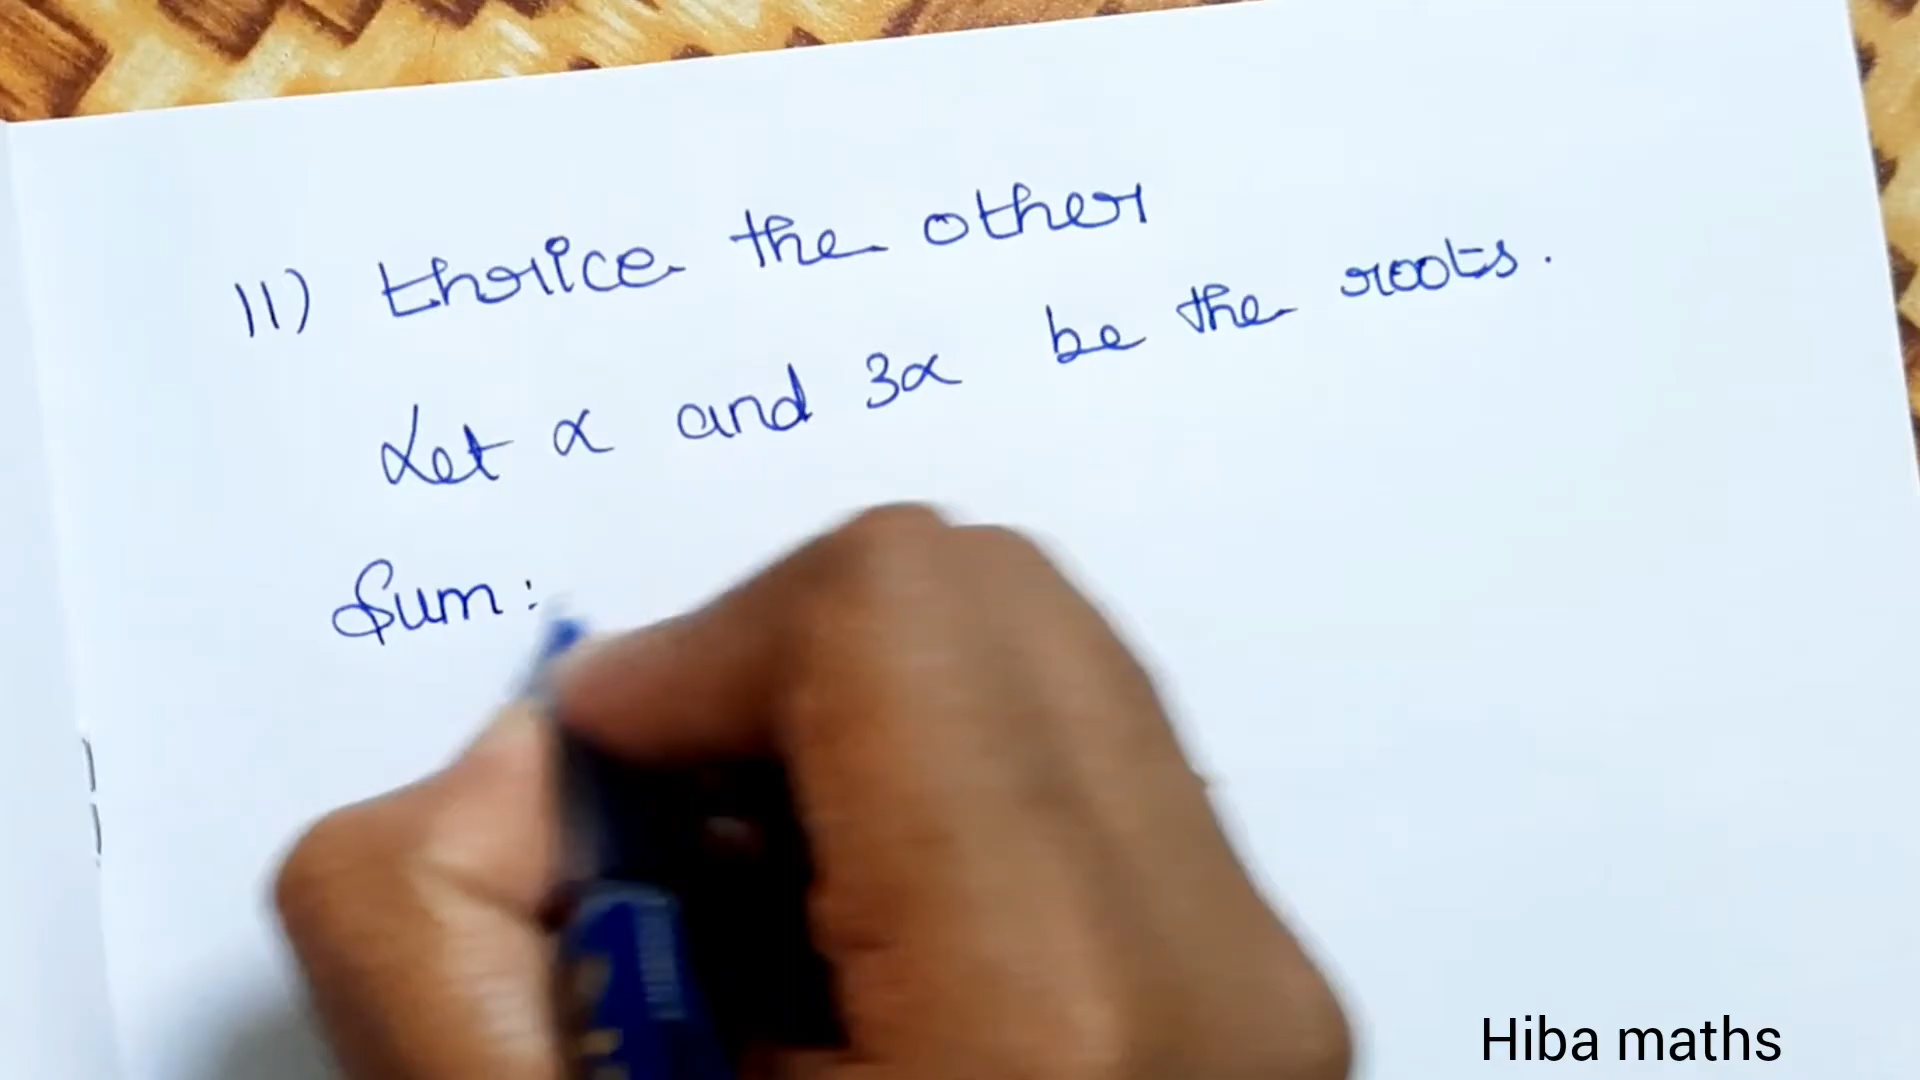 11) thrice the other
Let α and 3α be the roots.
Sum:
Hiba maths